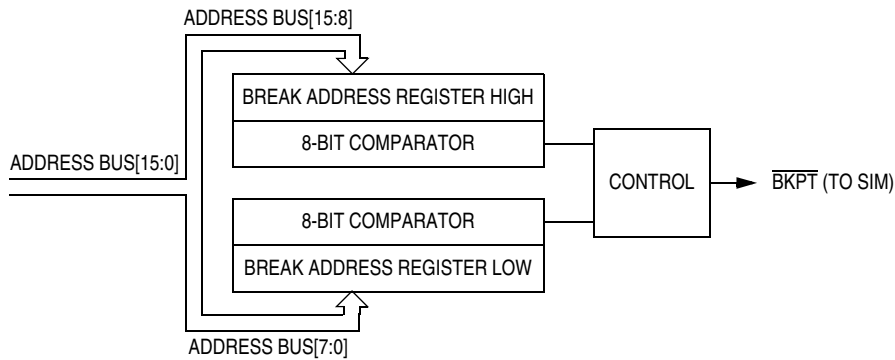 ADDRESS BUS[15:8]
BREAK ADDRESS REGISTER HIGH
8-BIT COMPARATOR
ADDRESS BUS[15:0]
CONTROL
BKPT (TO SIM)
8-BIT COMPARATOR
BREAK ADDRESS REGISTER LOW
ADDRESS BUS[7:0]